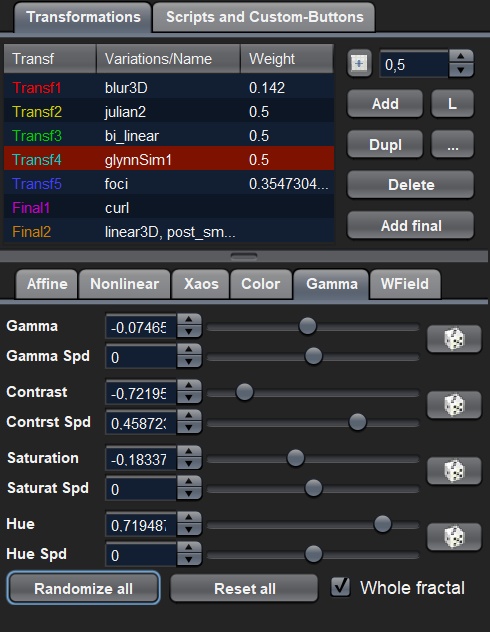 Transformations Scripts and Custom-Buttons
Transf Variations/Name Weight
Transf1 blur3D 0.142
Transf2 julian2 0.5
Transf3 bi_linear 0.5
Transf4 glynnSim1 0.5
Transf5 foci 0.3547304...
Final1 curl
Final2 linear3D, post_sm...
0,5
Add L
Dupl ...
Delete
Add final
Affine Nonlinear Xaos Color Gamma WField
Gamma -0.07465
Gamma Spd 0
Contrast -0.72195
Contrst Spd 0.458723
Saturation -0.18337
Saturat Spd 0
Hue 0.719487
Hue Spd 0
Randomize all Reset all Whole fractal